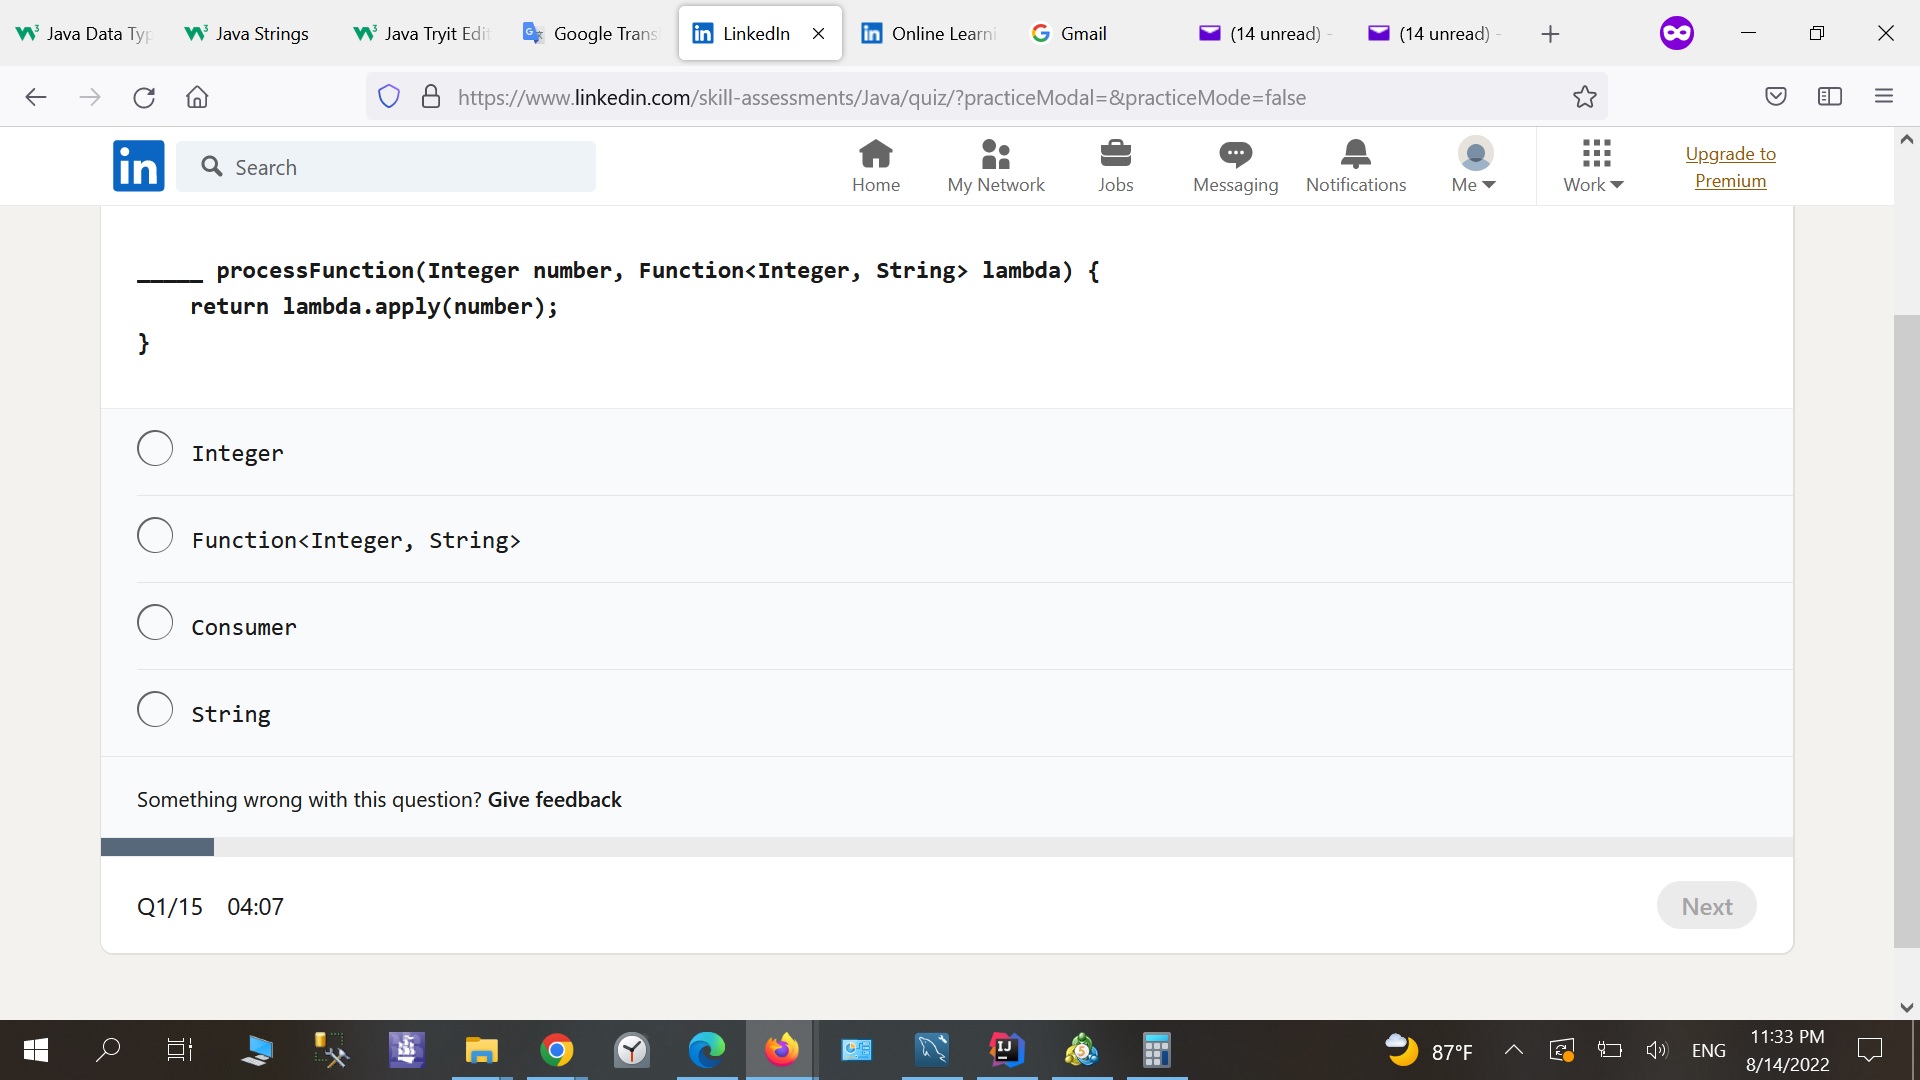 Java Data Typ
Java Strings
Java Tryit Edit
Google Trans
LinkedIn
Online Learni
Gmail
(14 unread) -
(14 unread) -
https://www.linkedin.com/skill-assessments/Java/quiz/?practiceModal=&practiceMode=false
in
Search
Home
My Network
Jobs
Messaging
Notifications
Me
Work
Upgrade to
Premium
_____ processFunction(Integer number, Function<Integer, String> lambda) {
return lambda.apply(number);
}
Integer
Function<Integer, String>
Consumer
String
Something wrong with this question? Give feedback
Q1/15 04:07
Next
87°F
ENG
11:33 PM
8/14/2022